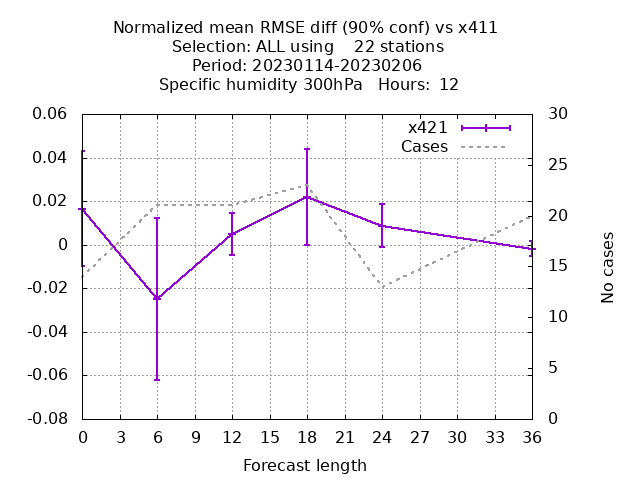 Normalized mean RMSE diff (90% conf) vs x411
Selection: ALL using    22 stations
Period: 20230114-20230206
Specific humidity 300hPa   Hours:  12
x421
Cases
0.06
0.04
0.02
0
-0.02
-0.04
-0.06
-0.08
30
25
20
15
10
5
0
No cases
0 3 6 9 12 15 18 21 24 27 30 33 36
Forecast length